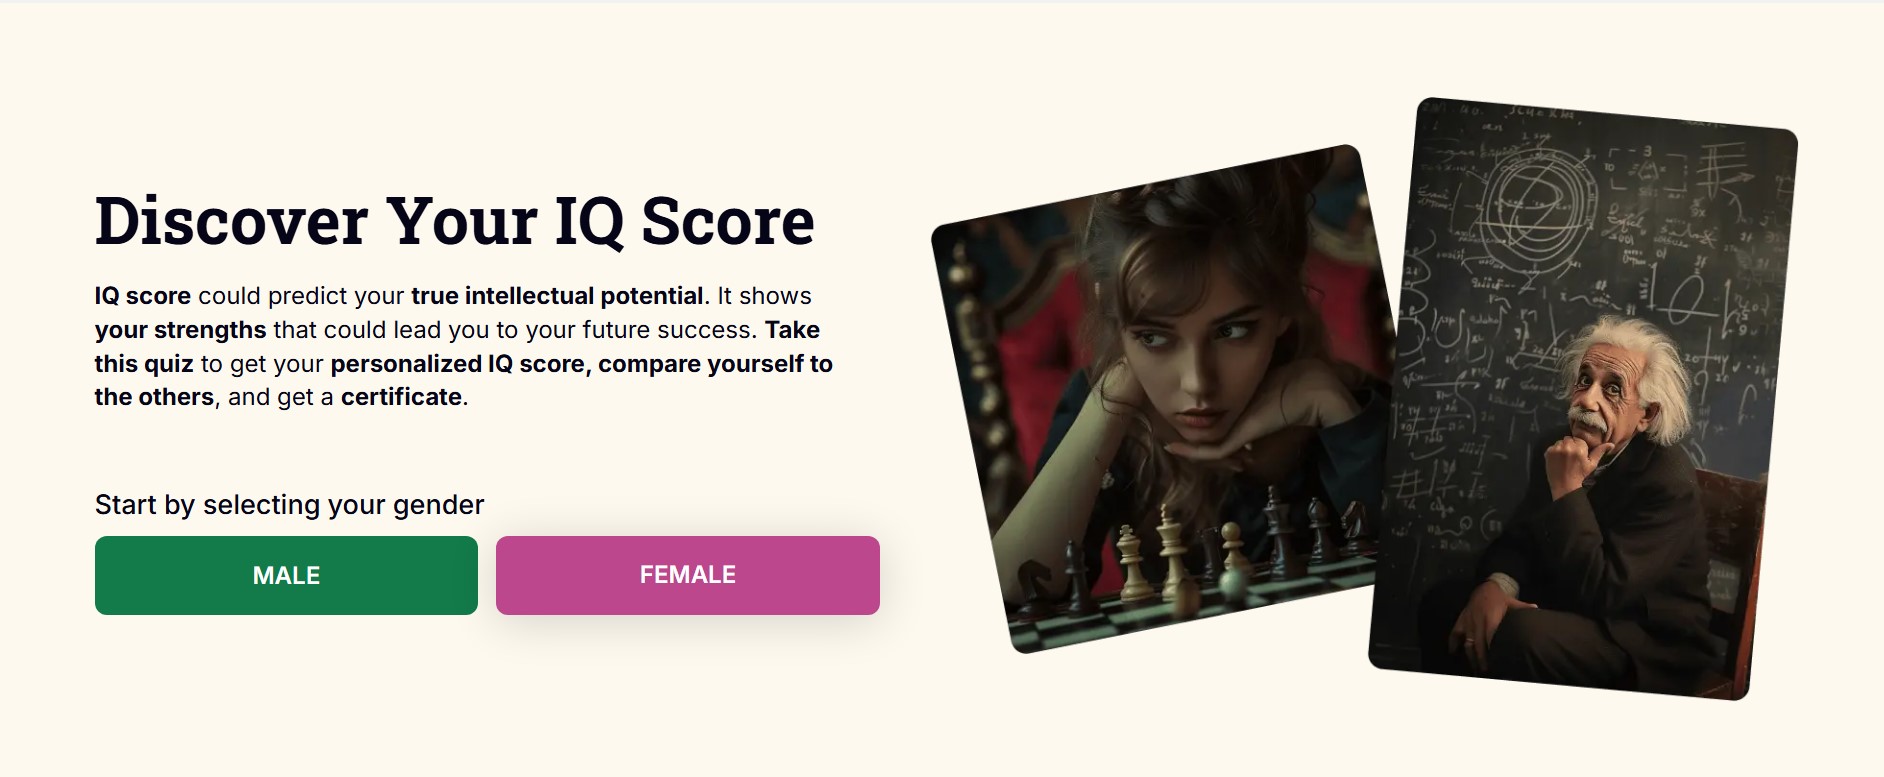 Discover Your IQ Score
IQ score could predict your true intellectual potential. It shows
your strengths that could lead you to your future success. Take
this quiz to get your personalized IQ score, compare yourself to
the others, and get a certificate.
Start by selecting your gender
MALE
FEMALE